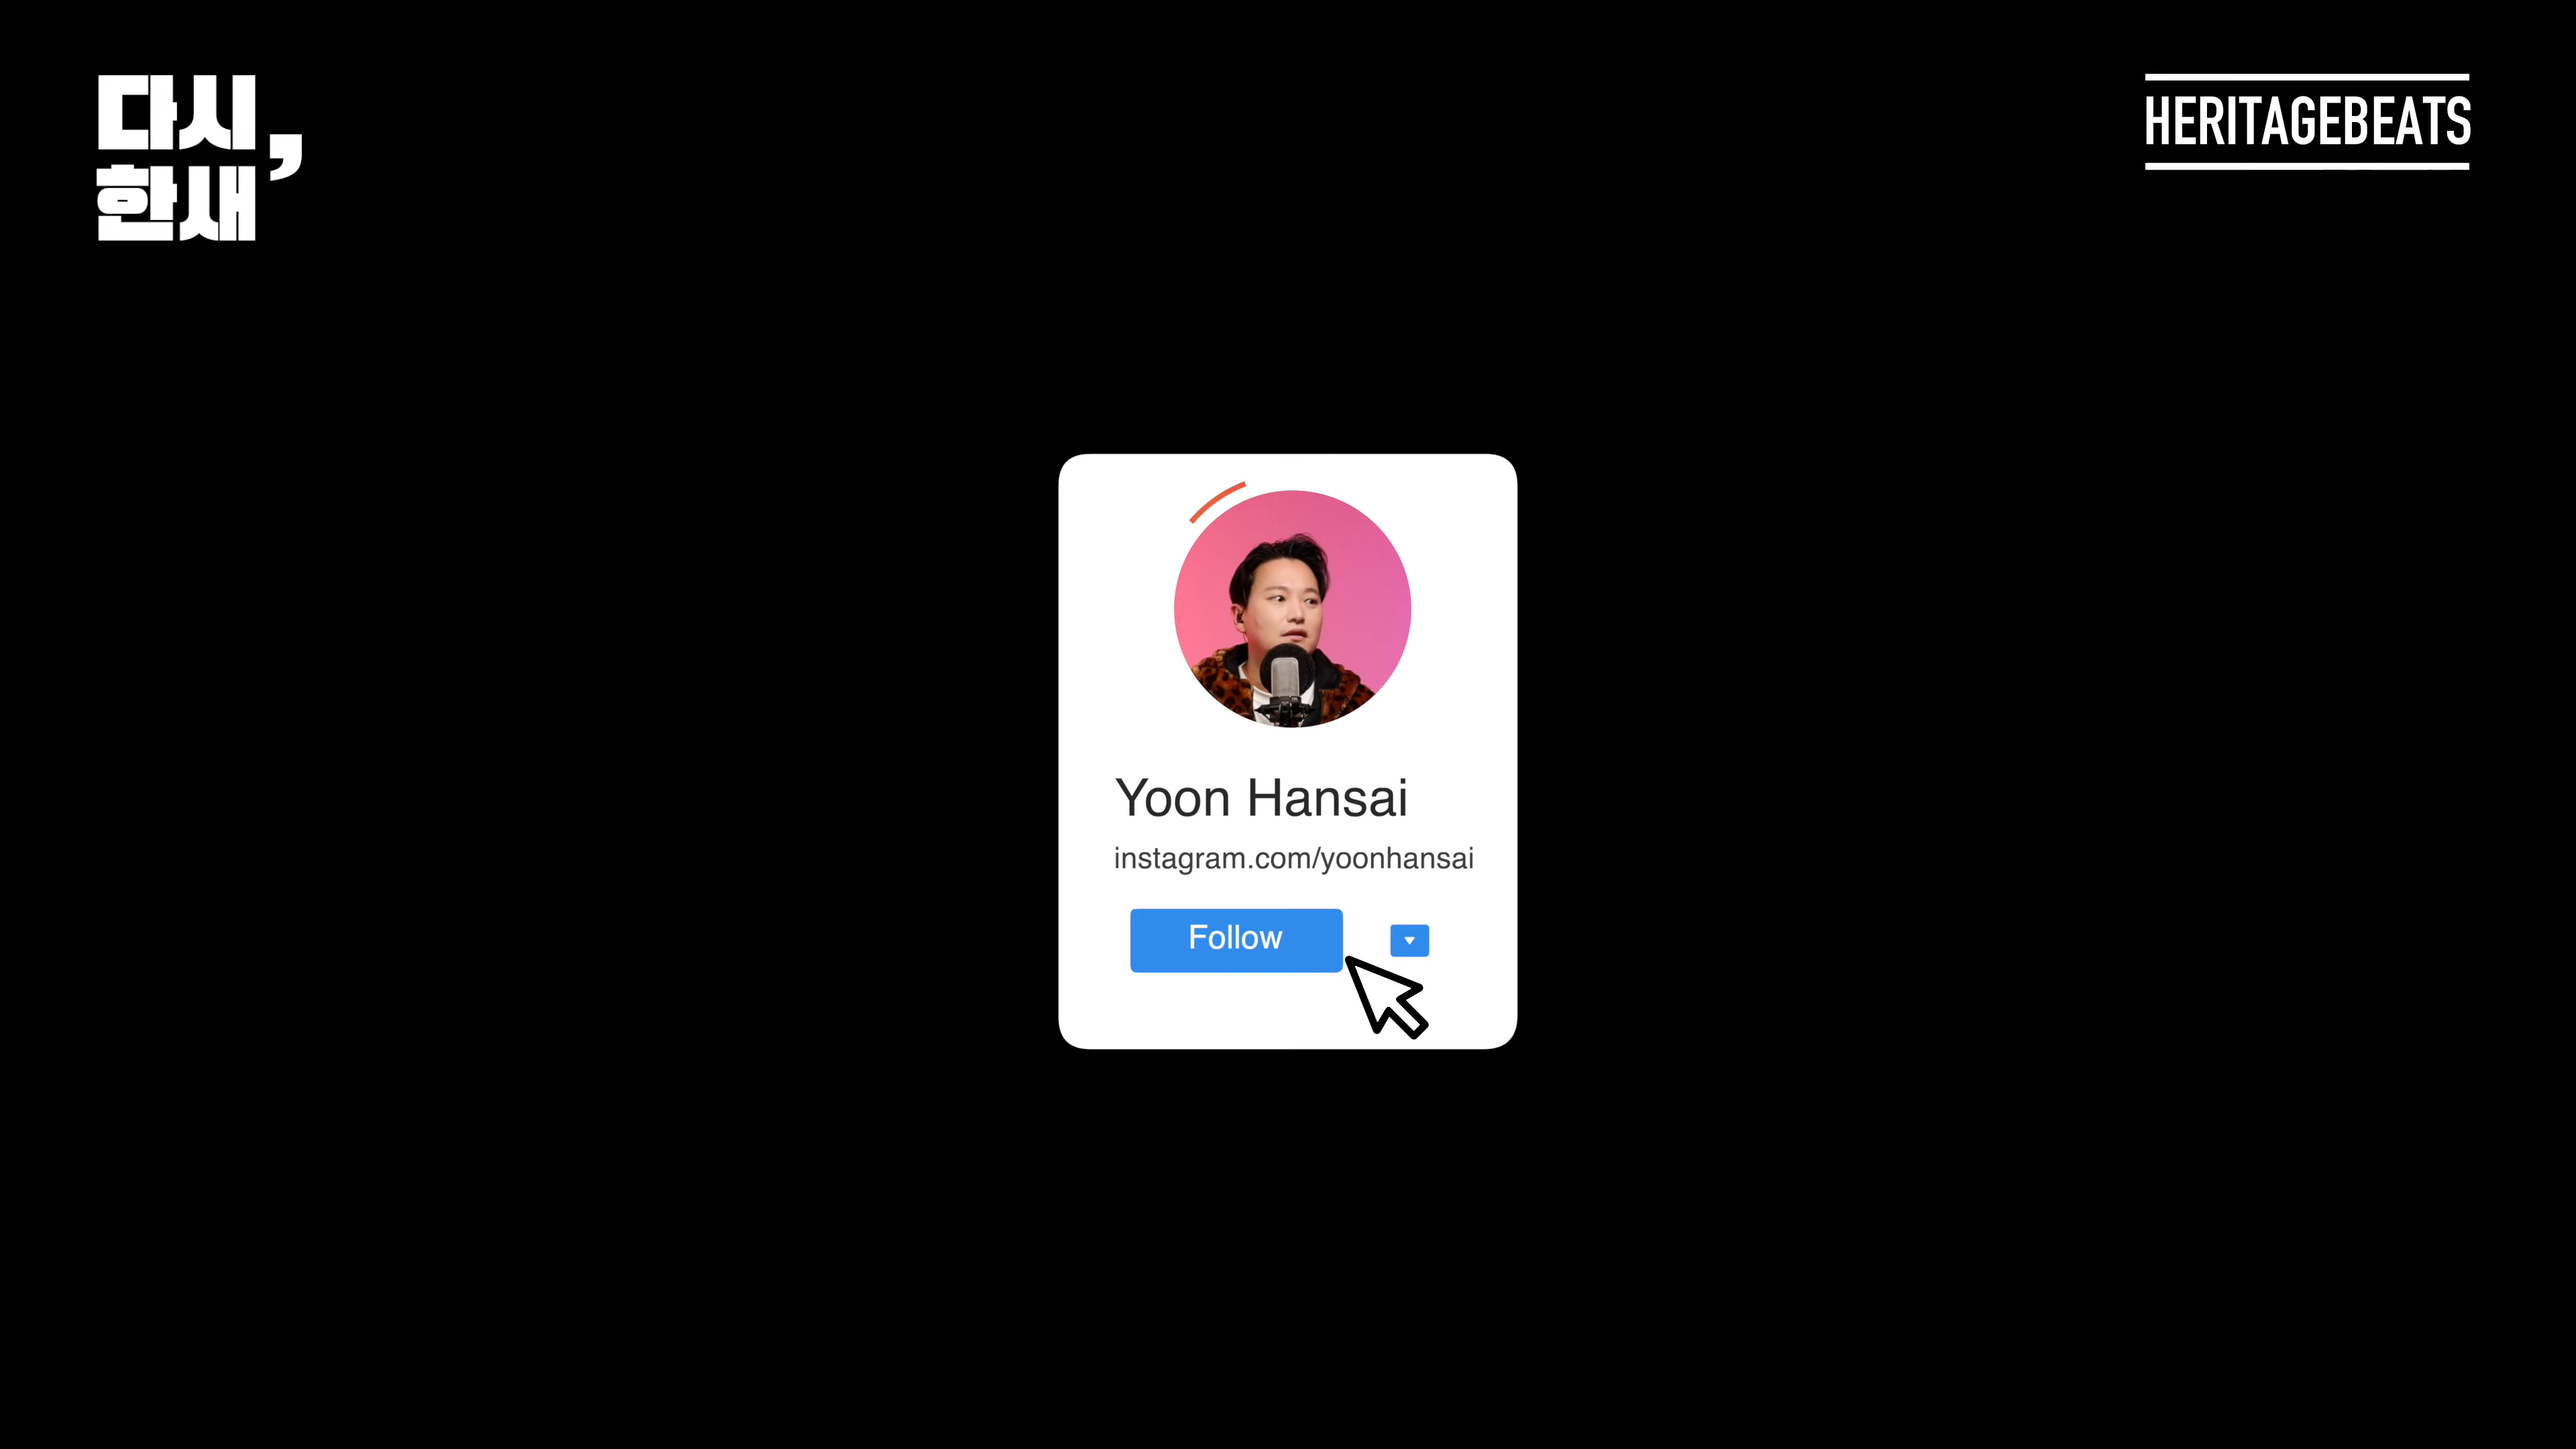 다시,
한새
HERITAGEBEATS
Yoon Hansai
instagram.com/yoonhansai
Follow